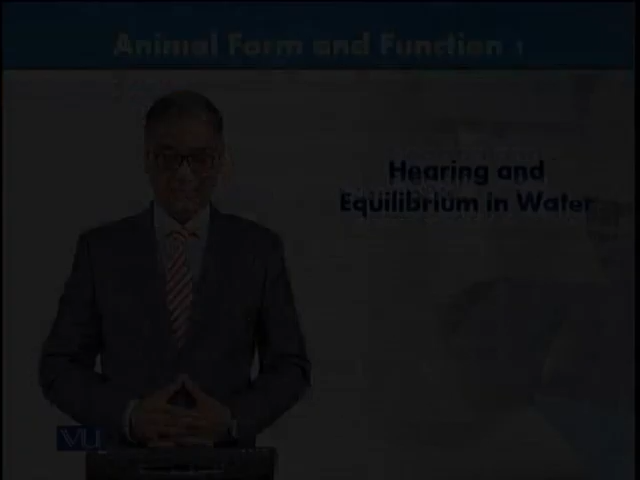 Animal Form and Function 1
Hearing and
Equilibrium in Water
VU